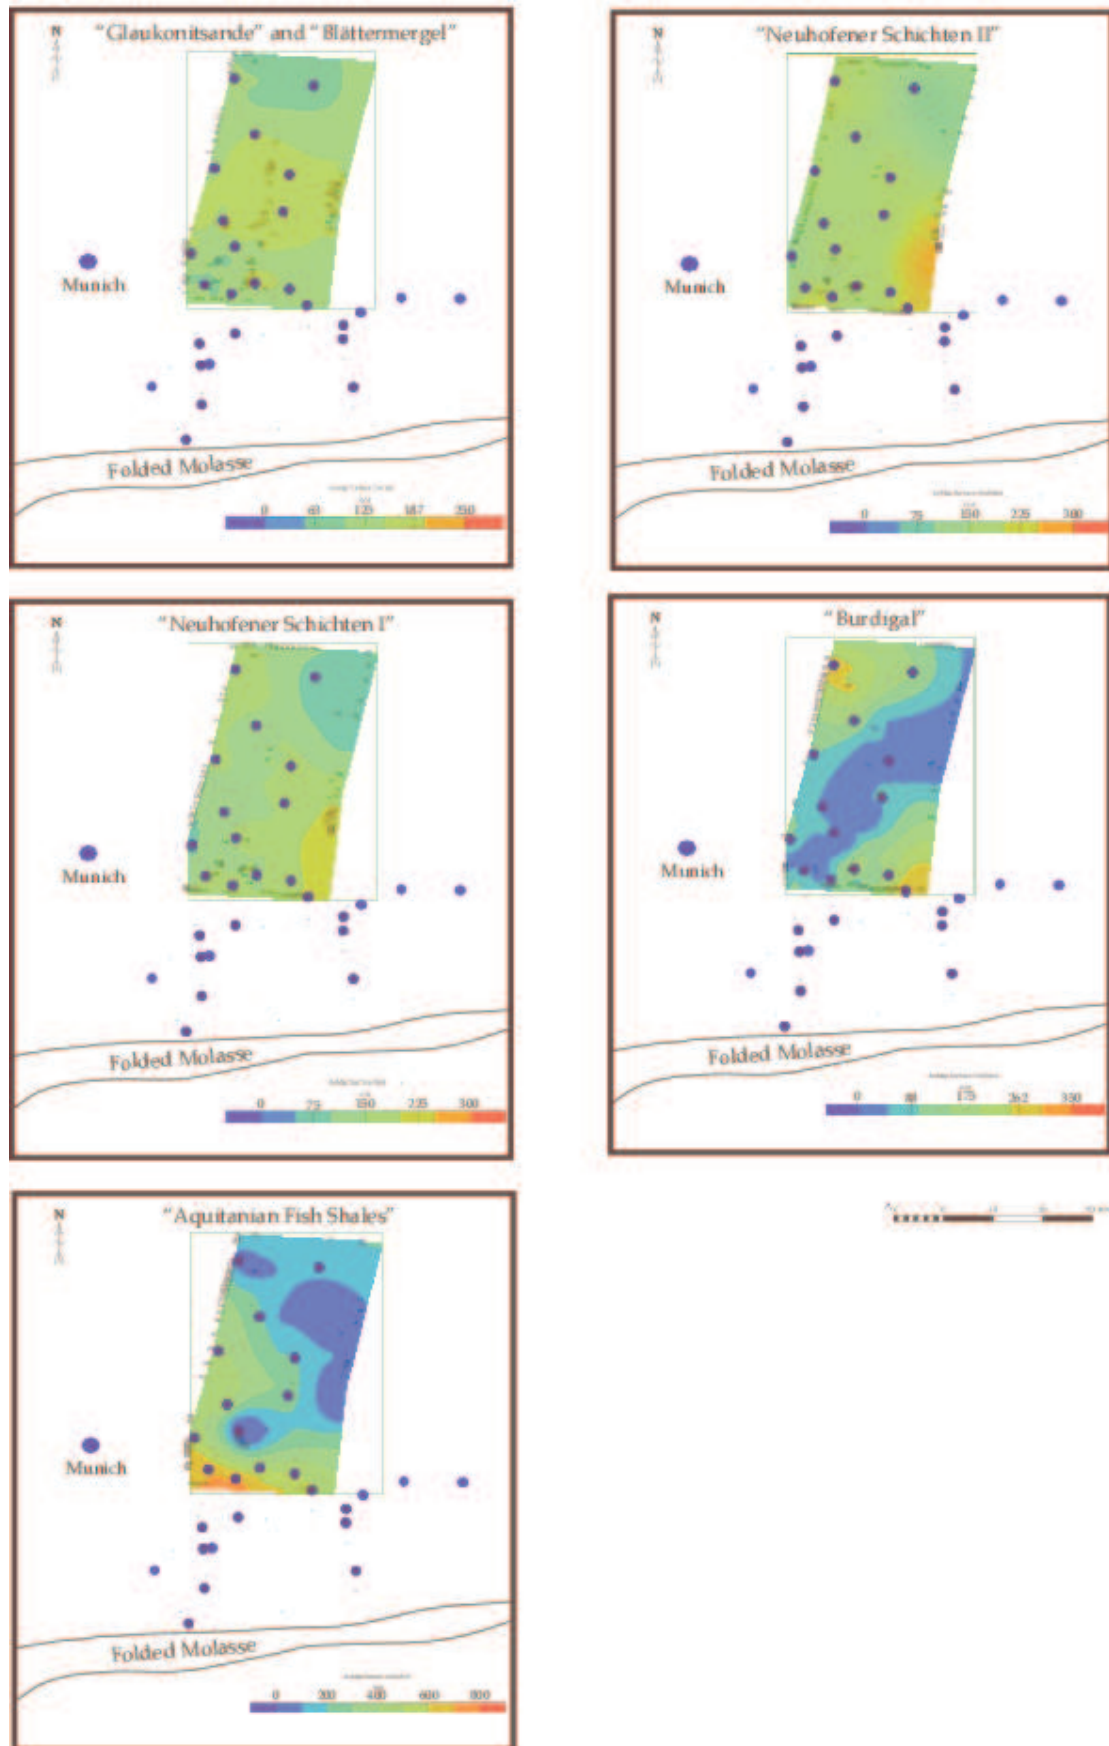 "Glaukonitsande" and "Blättermergel"
N
Munich
Folded Molasse
0 63 125 187 250
"Neuhofener Schichten II"
N
Munich
Folded Molasse
0 75 150 225 300
"Neuhofener Schichten I"
N
Munich
Folded Molasse
0 75 150 225 300
"Burdigal"
N
Munich
Folded Molasse
0 88 175 262 350
"Aquitanian Fish Shales"
N
Munich
Folded Molasse
0 200 400 600 800